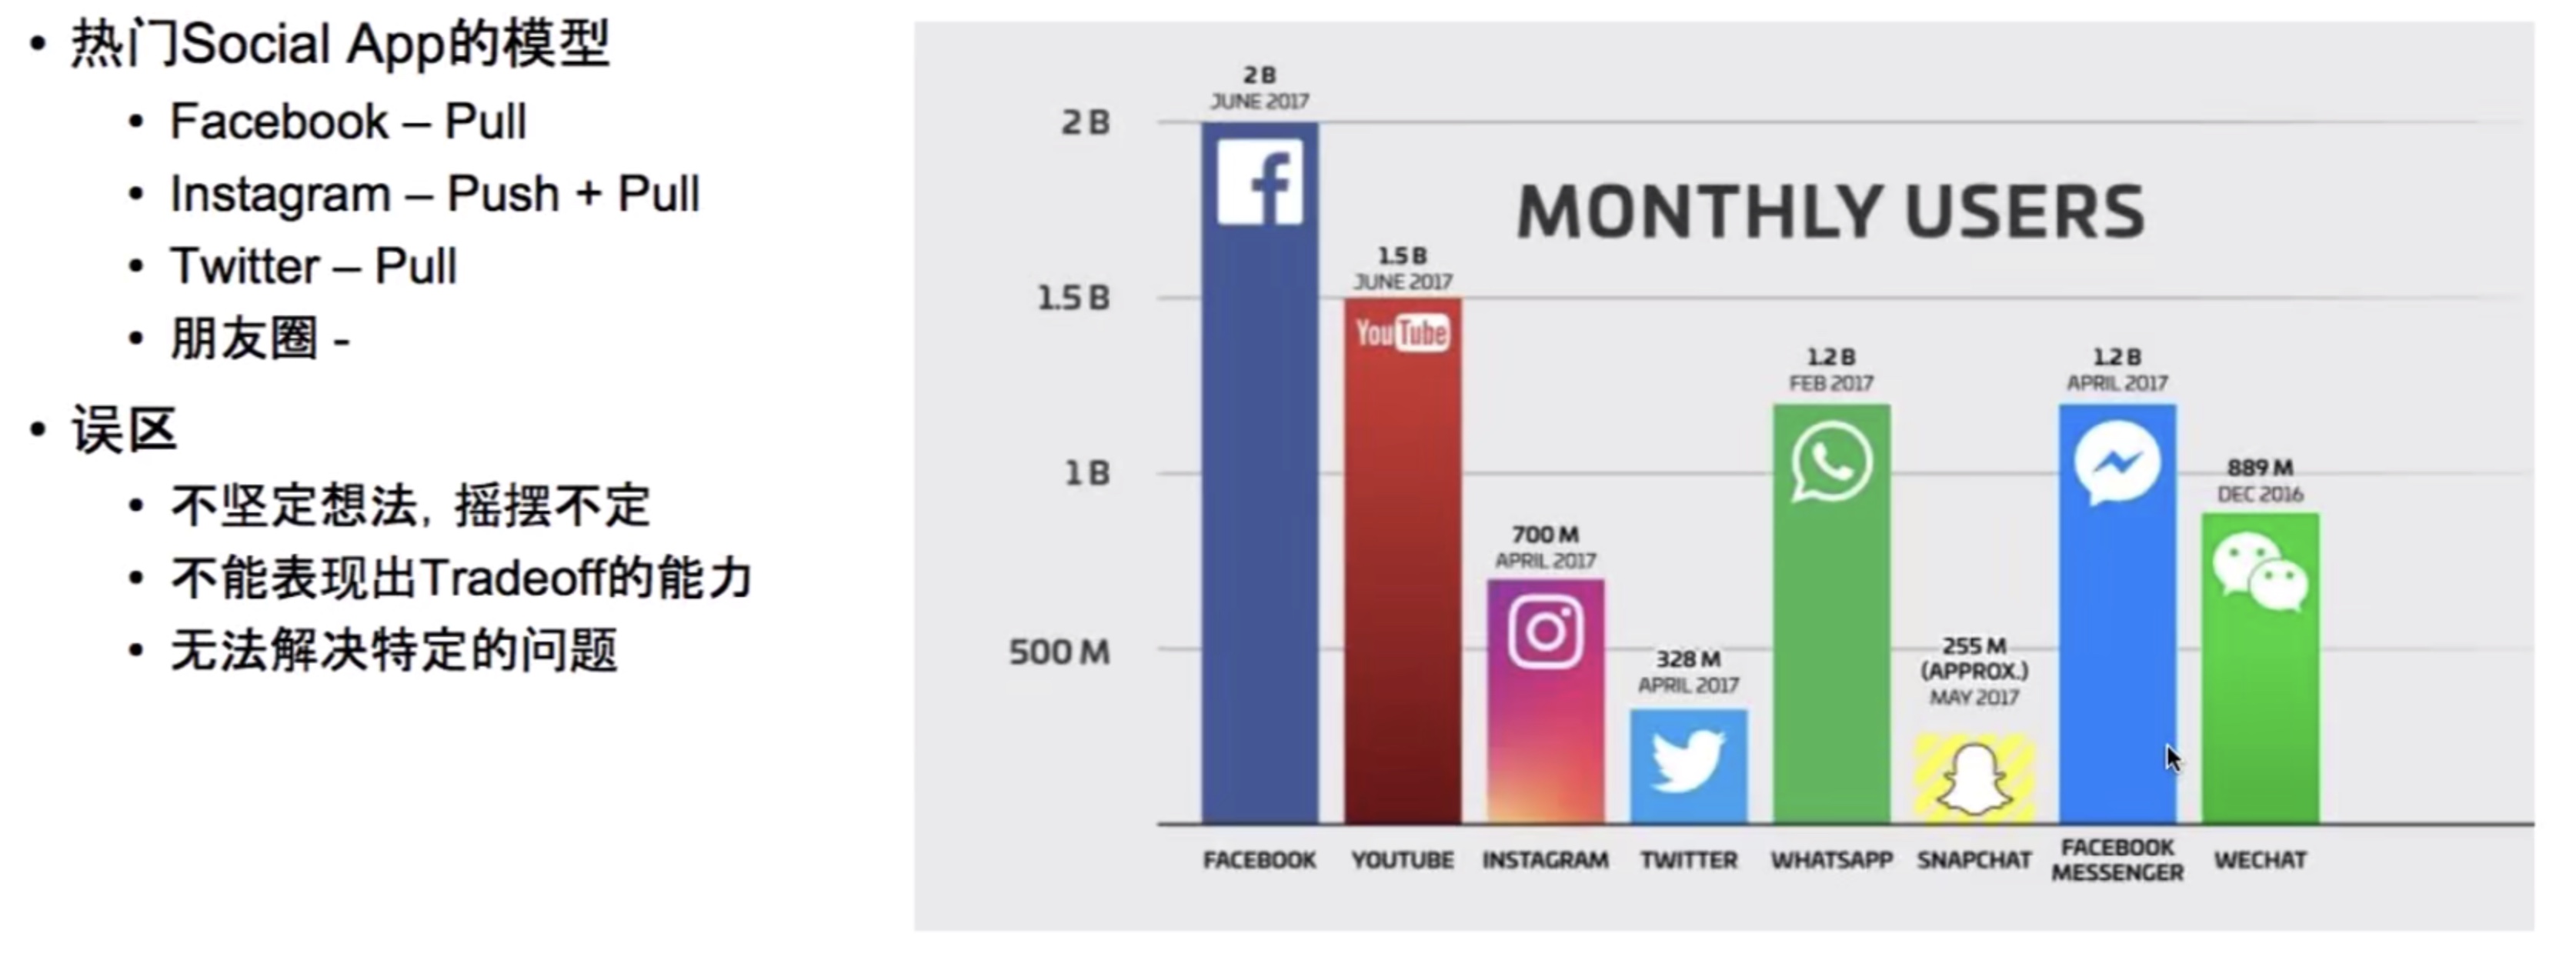 • 热门Social App的模型
• Facebook – Pull
• Instagram – Push + Pull
• Twitter – Pull
• 朋友圈 -
• 误区
• 不坚定想法, 摇摆不定
• 不能表现出Tradeoff的能力
• 无法解决特定的问题
MONTHLY USERS
2 B
1.5 B
1 B
500 M
2 B
JUNE 2017
1.5 B
JUNE 2017
YouTube
700 M
APRIL 2017
328 M
APRIL 2017
1.2 B
FEB 2017
255 M
(APPROX.)
MAY 2017
1.2 B
APRIL 2017
889 M
DEC 2016
FACEBOOK
YOUTUBE
INSTAGRAM
TWITTER
WHATSAPP
SNAPCHAT
FACEBOOK
MESSENGER
WECHAT